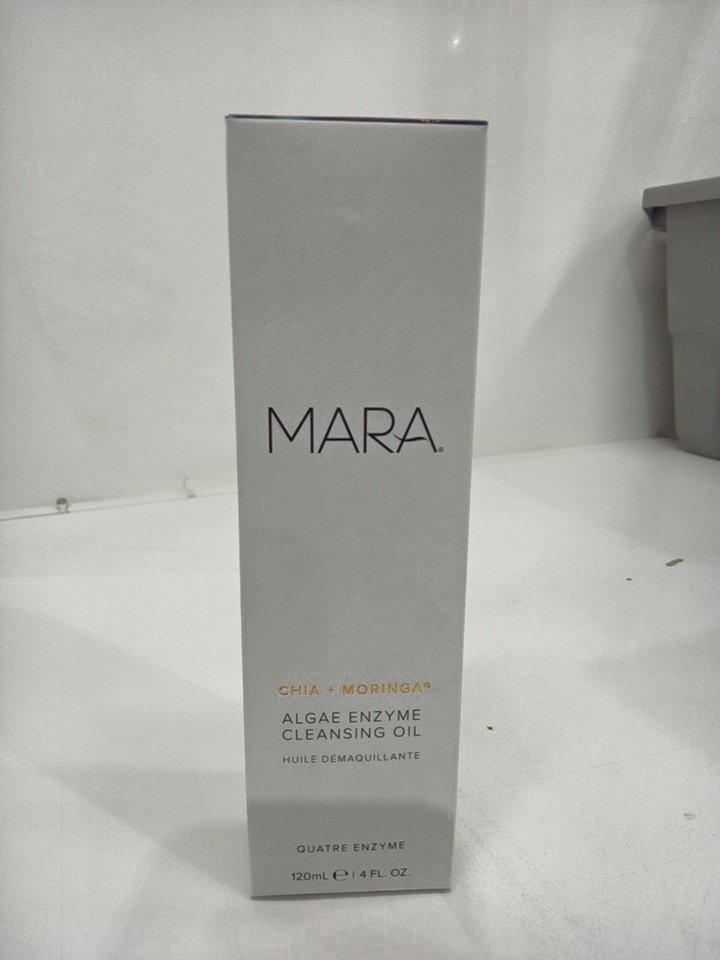 MARA®
CHIA + MORINGA®
ALGAE ENZYME
CLEANSING OIL
HUILE DÉMAQUILLANTE
QUATRE ENZYME
120mL ℮ | 4 FL. OZ.